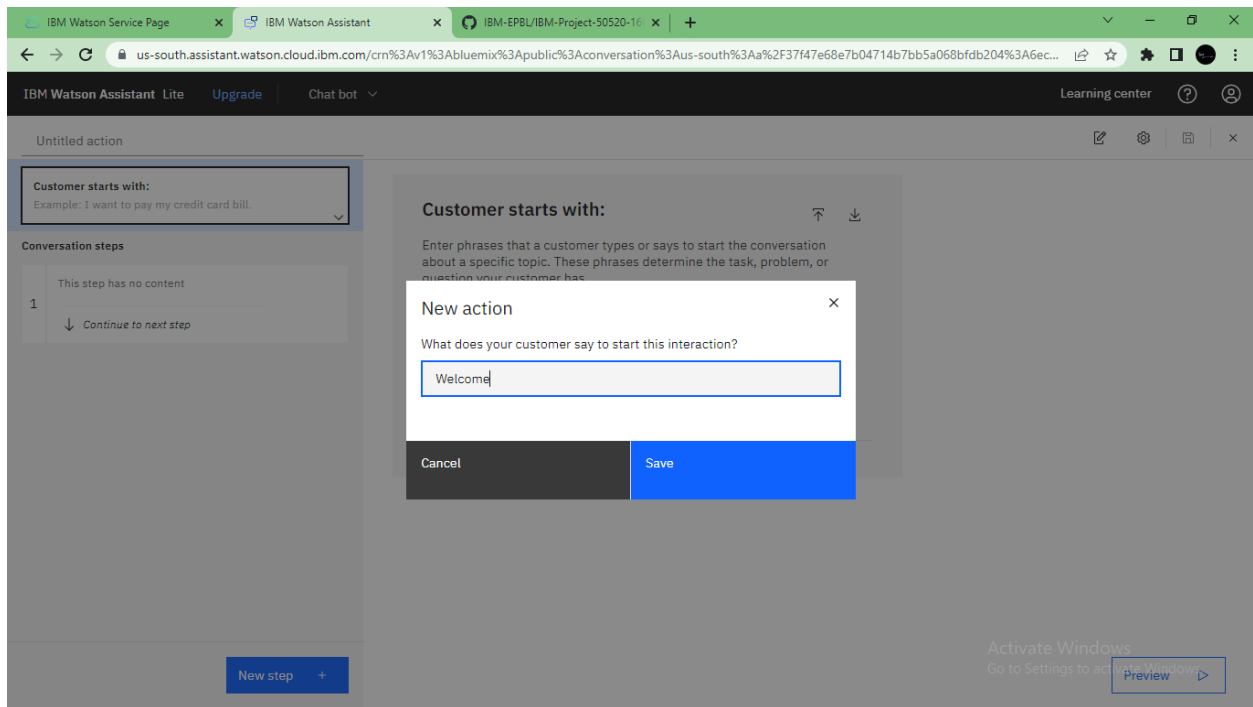 IBM Watson Service Page
IBM Watson Assistant
IBM-EPBL/IBM-Project-50520-16
us-south.assistant.watson.cloud.ibm.com/crn%3Av1%3Abluemix%3Apublic%3Aconversation%3Aus-south%3Aa%2F37f47e68e7b04714b7bb5a068bfdb204%3A6ec...
IBM Watson Assistant Lite
Upgrade
Chat bot
Learning center
Untitled action
Customer starts with:
Example: I want to pay my credit card bill.
Conversation steps
1
This step has no content
Continue to next step
Customer starts with:
Enter phrases that a customer types or says to start the conversation
about a specific topic. These phrases determine the task, problem, or
question your customer has.
New action
What does your customer say to start this interaction?
Welcome
Cancel
Save
New step +
Activate Windows
Go to Settings to activate Windows.
Preview